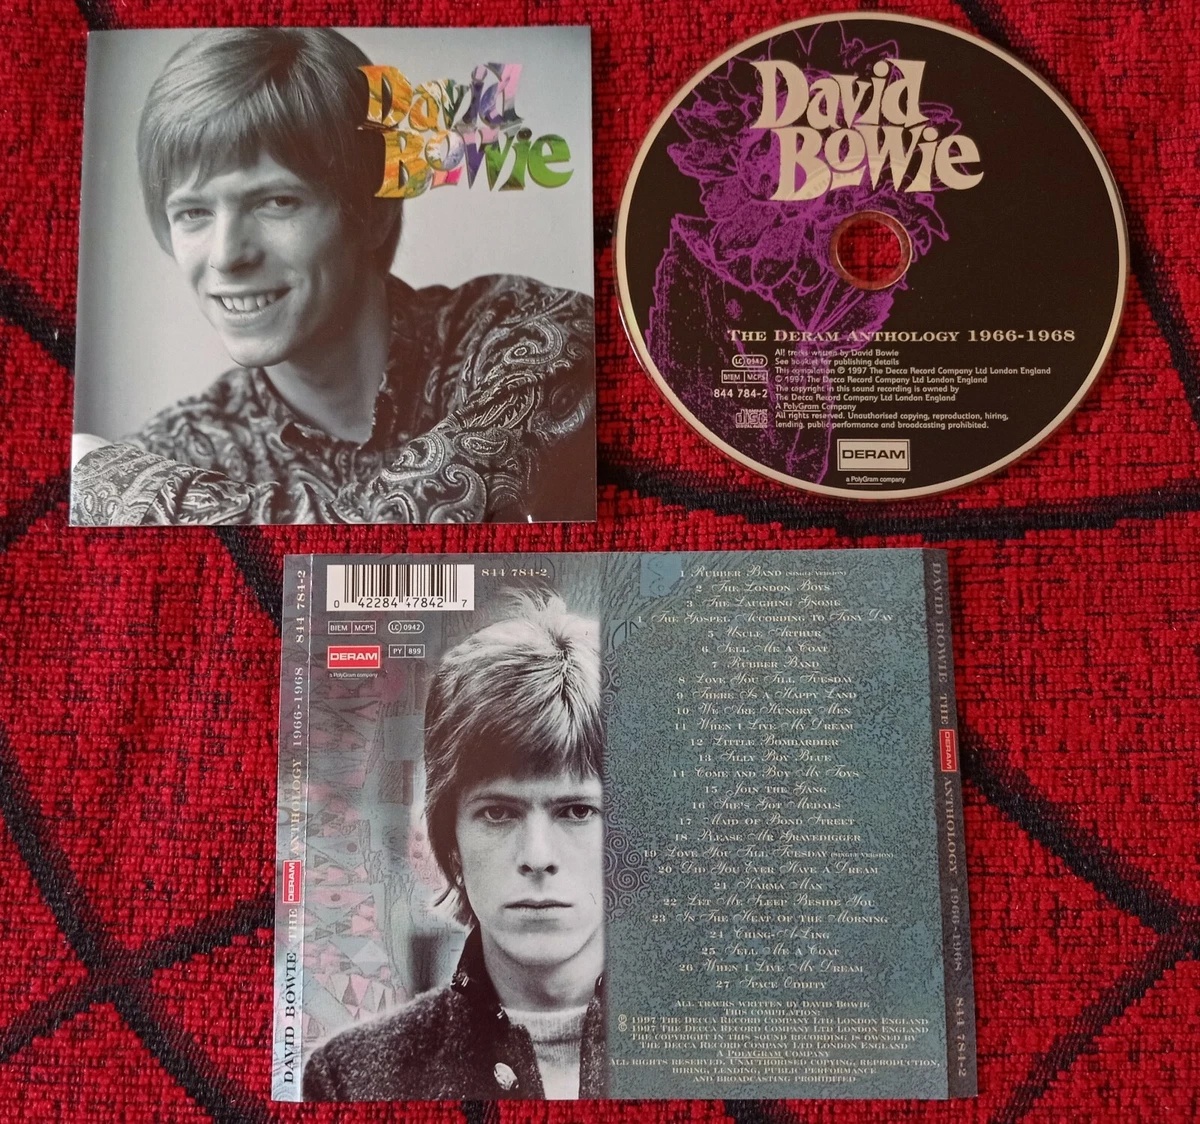 David
Bowie
David
Bowie
The Deram Anthology 1966-1968
All tracks written by David Bowie
See booklet for publishing details
This compilation ℗ 1997 The Decca Record Company Ltd London England
© 1997 The Decca Record Company Ltd London England
The copyright in this sound recording is owned by
The Decca Record Company Ltd London England
A PolyGram Company
All rights reserved. Unauthorised copying, reproduction, hiring,
lending, public performance and broadcasting prohibited.
LC 0942
BIEM MCPS
844 784-2
COMPACT
disc
DIGITAL AUDIO
DERAM
a PolyGram company
DAVID BOWIE THE DERAM ANTHOLOGY 1966-1968 844 784-2
0 42284 47842 7
844 784-2
BIEM MCPS
LC 0942
DERAM
PY 899
a PolyGram company
1 Rubber Band (single version)
2 The London Boys
3 The Laughing Gnome
4 The Gospel According to Tony Day
5 Uncle Arthur
6 Sell Me A Coat
7 Rubber Band
8 Love You Till Tuesday
9 There Is A Happy Land
10 We Are Hungry Men
11 When I Live My Dream
12 Little Bombardier
13 Silly Boy Blue
14 Come and Buy My Toys
15 Join The Gang
16 She's Got Medals
17 Maid Of Bond Street
18 Please Mr Gravedigger
19 Love You Till Tuesday (single version)
20 Did You Ever Have A Dream
21 Karma Man
22 Let Me Sleep Beside You
23 In The Heat Of The Morning
24 Ching-A-Ling
25 Sell Me A Coat
26 When I Live My Dream
27 Space Oddity
All tracks written by David Bowie
This compilation:
℗ 1997 The Decca Record Company Ltd London England
© 1997 The Decca Record Company Ltd London England
The copyright in this sound recording is owned by
The Decca Record Company Ltd London England
A PolyGram Company
All rights reserved. Unauthorised copying, reproduction,
hiring, lending, public performance
and broadcasting prohibited
DAVID BOWIE THE DERAM ANTHOLOGY 1966-1968 844 784-2